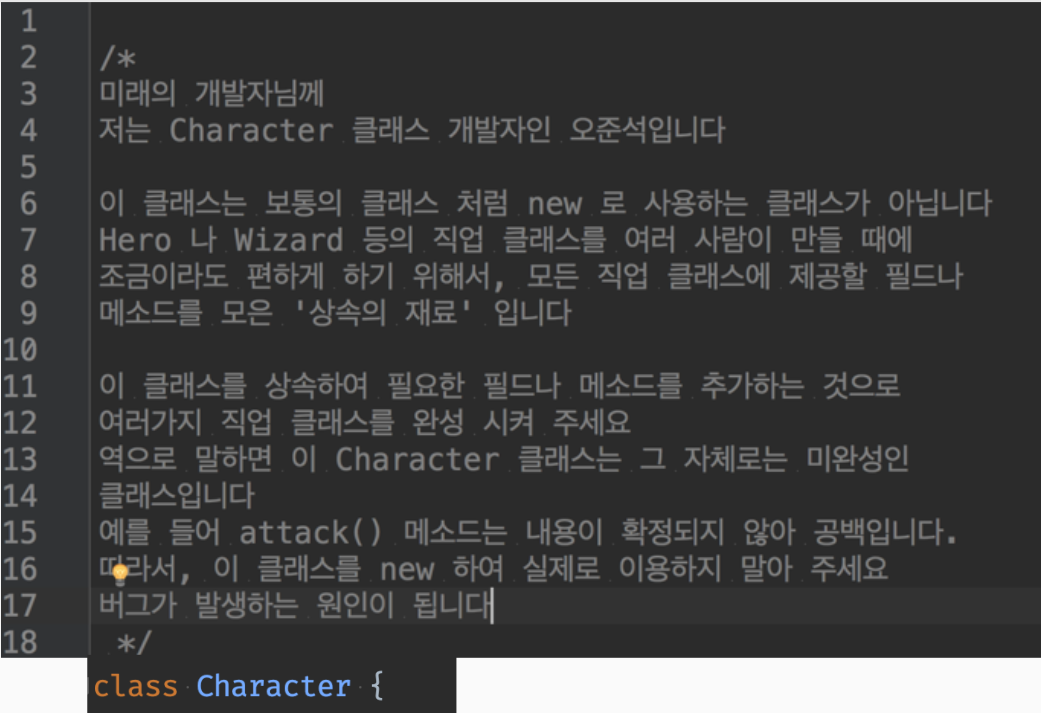 1
2 /*
3 미래의 개발자님께
4 저는 Character 클래스 개발자인 오준석입니다
5
6 이 클래스는 보통의 클래스 처럼 new 로 사용하는 클래스가 아닙니다
7 Hero 나 Wizard 등의 직업 클래스를 여러 사람이 만들 때에
8 조금이라도 편하게 하기 위해서, 모든 직업 클래스에 제공할 필드나
9 메소드를 모은 '상속의 재료' 입니다
10
11 이 클래스를 상속하여 필요한 필드나 메소드를 추가하는 것으로
12 여러가지 직업 클래스를 완성 시켜 주세요
13 역으로 말하면 이 Character 클래스는 그 자체로는 미완성인
14 클래스입니다
15 예를 들어 attack() 메소드는 내용이 확정되지 않아 공백입니다.
16 따라서, 이 클래스를 new 하여 실제로 이용하지 말아 주세요
17 버그가 발생하는 원인이 됩니다
18 */
class Character {